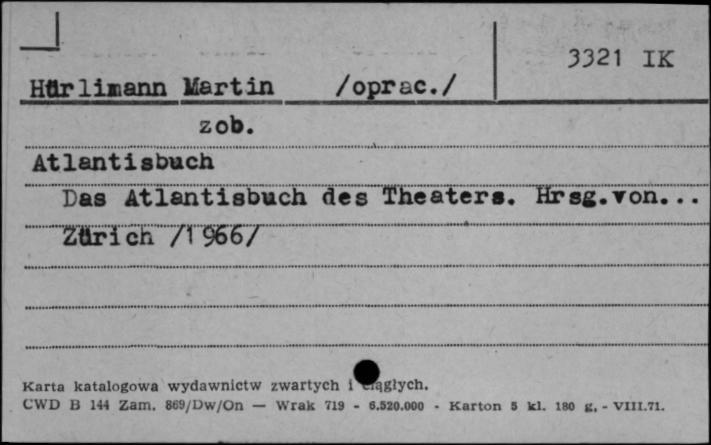 3321 IK
Hürlimann Martin /oprac./
zob.
Atlantisbuch
Das Atlantisbuch des Theaters. Hrsg.von...
Zürich /1966/
Karta katalogowa wydawnictw zwartych i ciągłych.
CWD B 144 Zam. 869/Dw/On — Wrak 719 - 6.520.000 - Karton 5 kl. 180 g. - VIII.71.